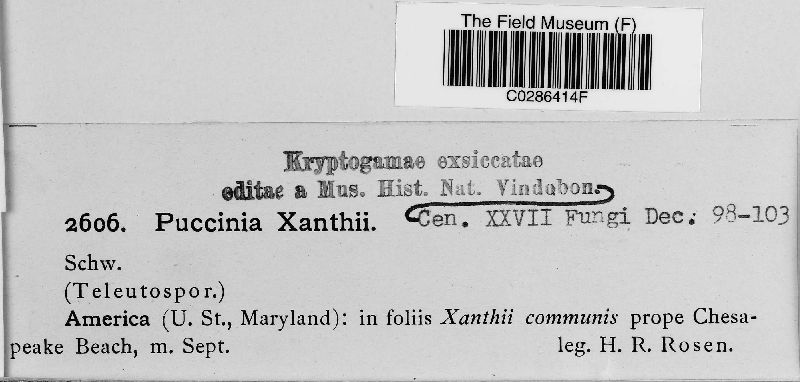 The Field Museum (F)
C0286414F
Kryptogamae exsiccatae
editae a Mus. Hist. Nat. Vindobon.
2606. Puccinia Xanthii. Cen. XXVII Fungi Dec: 98-103
Schw.
(Teleutospor.)
America (U. St., Maryland): in foliis Xanthii communis prope Chesa-
peake Beach, m. Sept. leg. H. R. Rosen.